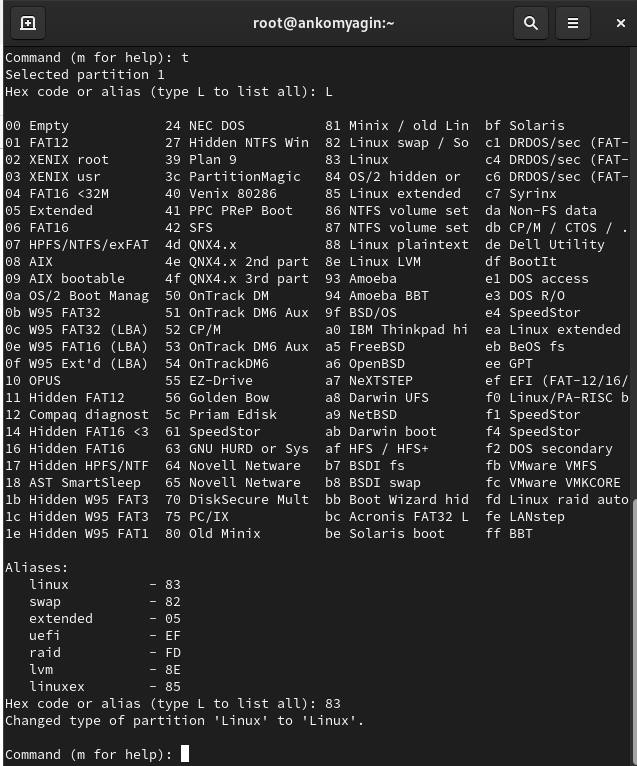 root@ankomyagin:~
Command (m for help): t
Selected partition 1
Hex code or alias (type L to list all): L
00 Empty 24 NEC DOS 81 Minix / old Lin bf Solaris
01 FAT12 27 Hidden NTFS Win 82 Linux swap / So c1 DRDOS/sec (FAT-
02 XENIX root 39 Plan 9 83 Linux c4 DRDOS/sec (FAT-
03 XENIX usr 3c PartitionMagic 84 OS/2 hidden or c6 DRDOS/sec (FAT-
04 FAT16 <32M 40 Venix 80286 85 Linux extended c7 Syrinx
05 Extended 41 PPC PReP Boot 86 NTFS volume set da Non-FS data
06 FAT16 42 SFS 87 NTFS volume set db CP/M / CTOS / .
07 HPFS/NTFS/exFAT 4d QNX4.x 88 Linux plaintext de Dell Utility
08 AIX 4e QNX4.x 2nd part 8e Linux LVM df BootIt
09 AIX bootable 4f QNX4.x 3rd part 93 Amoeba e1 DOS access
0a OS/2 Boot Manag 50 OnTrack DM 94 Amoeba BBT e3 DOS R/O
0b W95 FAT32 51 OnTrack DM6 Aux 9f BSD/OS e4 SpeedStor
0c W95 FAT32 (LBA) 52 CP/M a0 IBM Thinkpad hi ea Linux extended
0e W95 FAT16 (LBA) 53 OnTrack DM6 Aux a5 FreeBSD eb BeOS fs
0f W95 Ext'd (LBA) 54 OnTrackDM6 a6 OpenBSD ee GPT
10 OPUS 55 EZ-Drive a7 NeXTSTEP ef EFI (FAT-12/16/
11 Hidden FAT12 56 Golden Bow a8 Darwin UFS f0 Linux/PA-RISC b
12 Compaq diagnost 5c Priam Edisk a9 NetBSD f1 SpeedStor
14 Hidden FAT16 <3 61 SpeedStor ab Darwin boot f4 SpeedStor
16 Hidden FAT16 63 GNU HURD or Sys af HFS / HFS+ f2 DOS secondary
17 Hidden HPFS/NTF 64 Novell Netware b7 BSDI fs fb VMware VMFS
18 AST SmartSleep 65 Novell Netware b8 BSDI swap fc VMware VMKCORE
1b Hidden W95 FAT3 70 DiskSecure Mult bb Boot Wizard hid fd Linux raid auto
1c Hidden W95 FAT3 75 PC/IX bc Acronis FAT32 L fe LANstep
1e Hidden W95 FAT1 80 Old Minix be Solaris boot ff BBT
Aliases:
linux - 83
swap - 82
extended - 05
uefi - EF
raid - FD
lvm - 8E
linuxex - 85
Hex code or alias (type L to list all): 83
Changed type of partition 'Linux' to 'Linux'.
Command (m for help):